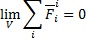 lim_V ∑_i F̅_i^i = 0